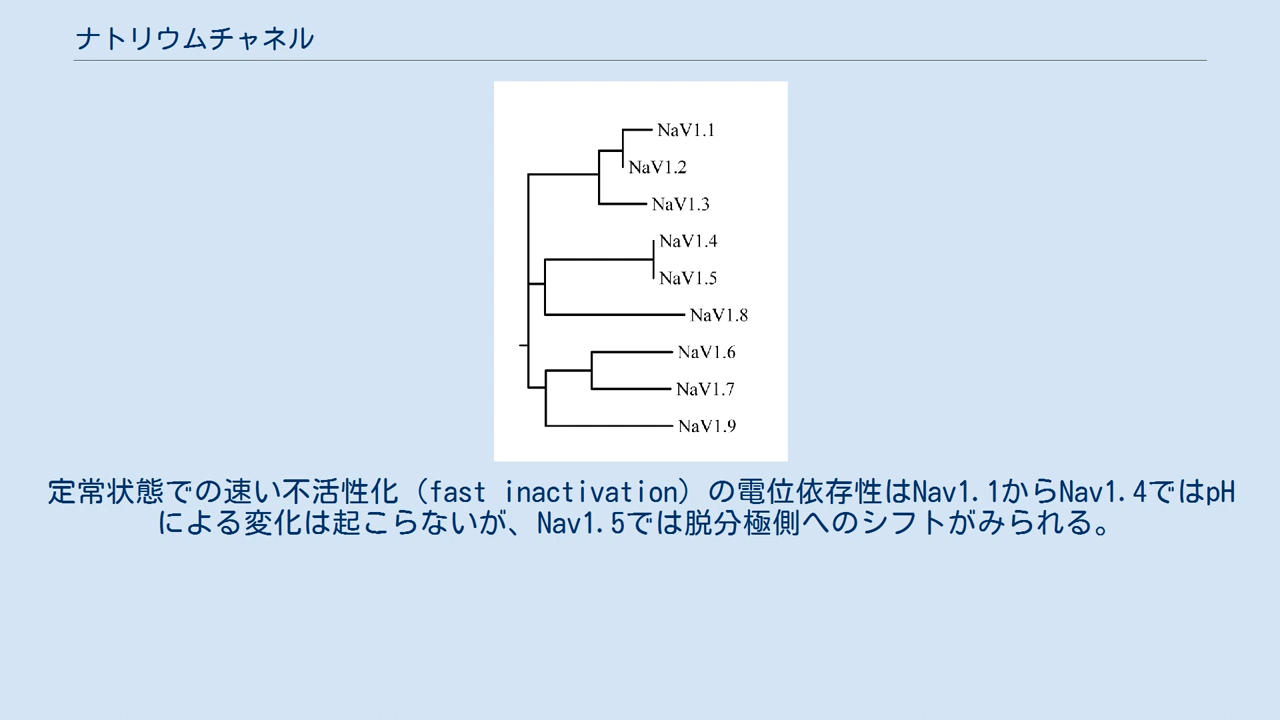 ナトリウムチャネル
NaV1.1
NaV1.2
NaV1.3
NaV1.4
NaV1.5
NaV1.8
NaV1.6
NaV1.7
NaV1.9
定常状態での速い不活性化（fast inactivation）の電位依存性はNav1.1からNav1.4ではpH
による変化は起こらないが、Nav1.5では脱分極側へのシフトがみられる。